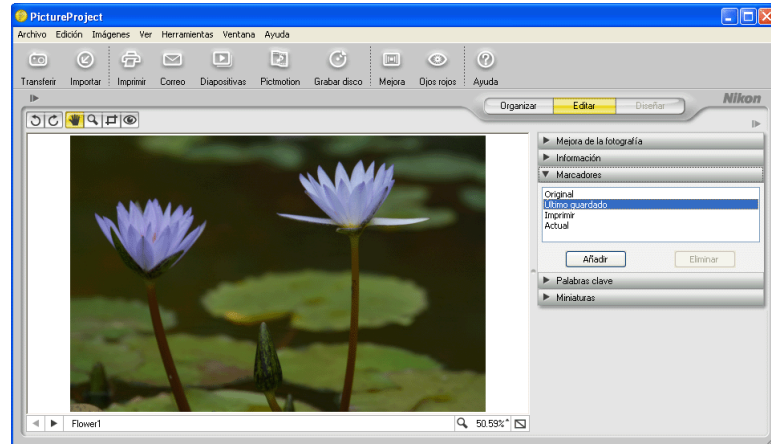 PictureProject
Archivo Edición Imágenes Ver Herramientas Ventana Ayuda
Transferir Importar Imprimir Correo Diapositivas Pictmotion Grabar disco Mejora Ojos rojos Ayuda
Organizar Editar Diseñar Nikon
Mejora de la fotografía
Información
Marcadores
Original
Último guardado
Imprimir
Actual
Añadir Eliminar
Palabras clave
Miniaturas
Flower1 50.59%*